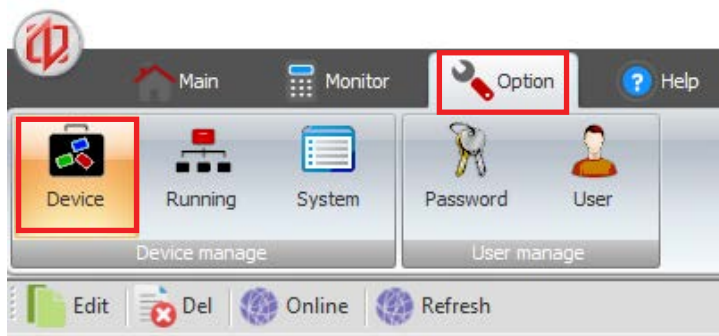 Main Monitor Option Help
Device Running System Password User
Device manage User manage
Edit Del Online Refresh